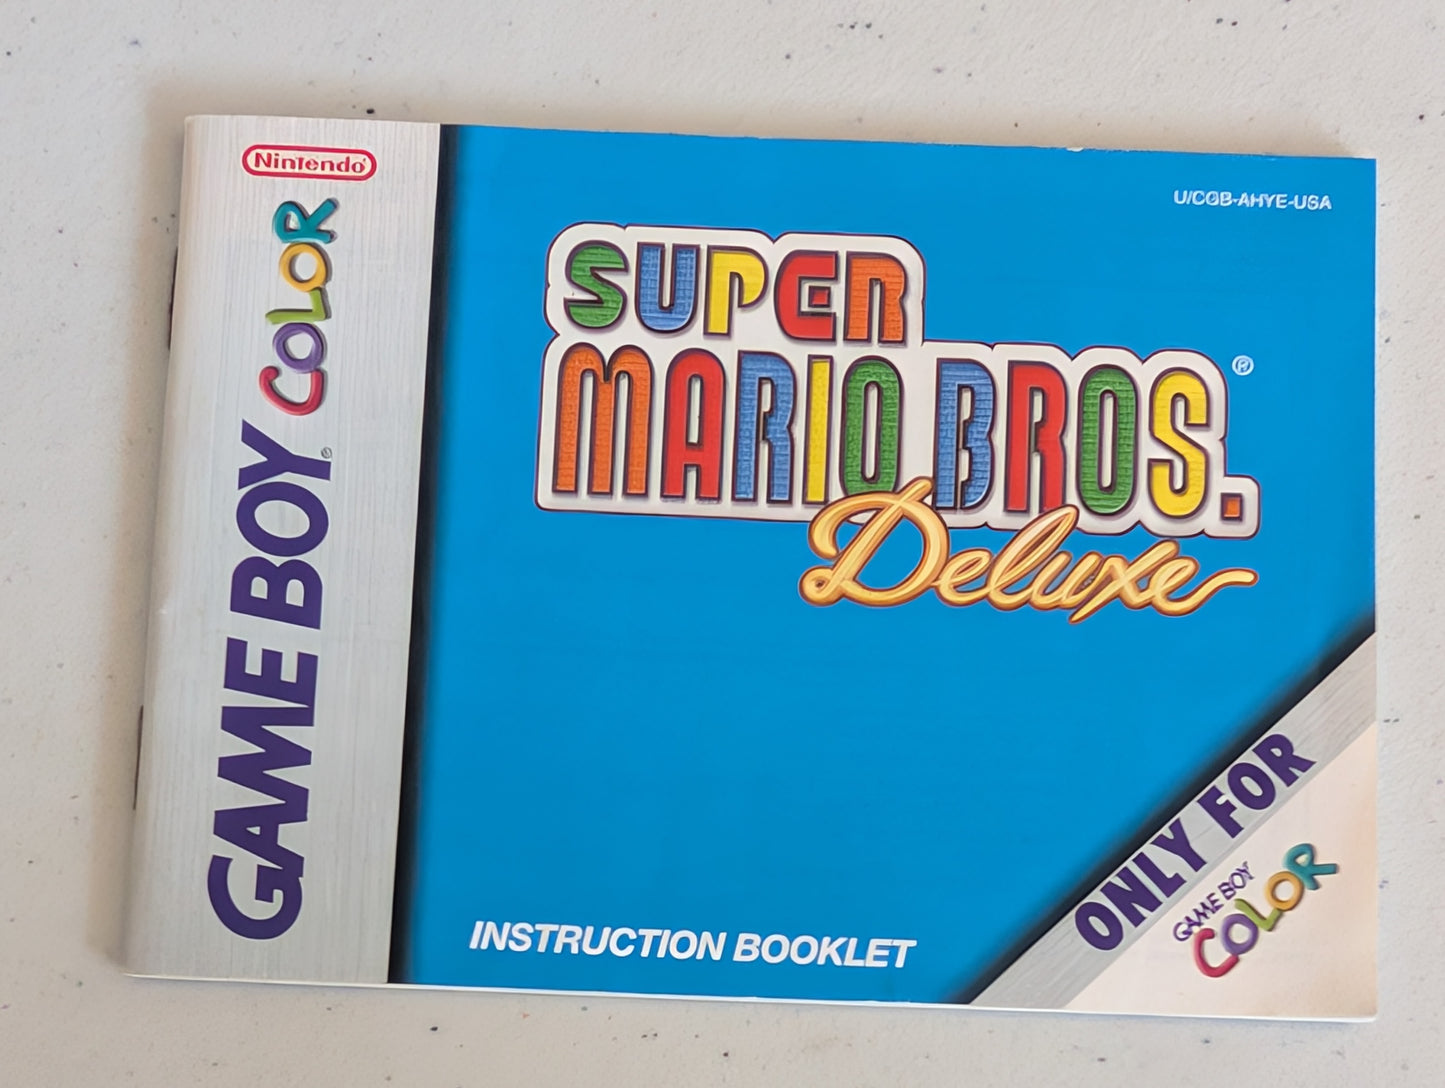 Nintendo
GAME BOY COLOR
U/CGB-AHYE-USA
SUPER
MARIO BROS.
Deluxe
INSTRUCTION BOOKLET
ONLY FOR
GAME BOY
COLOR